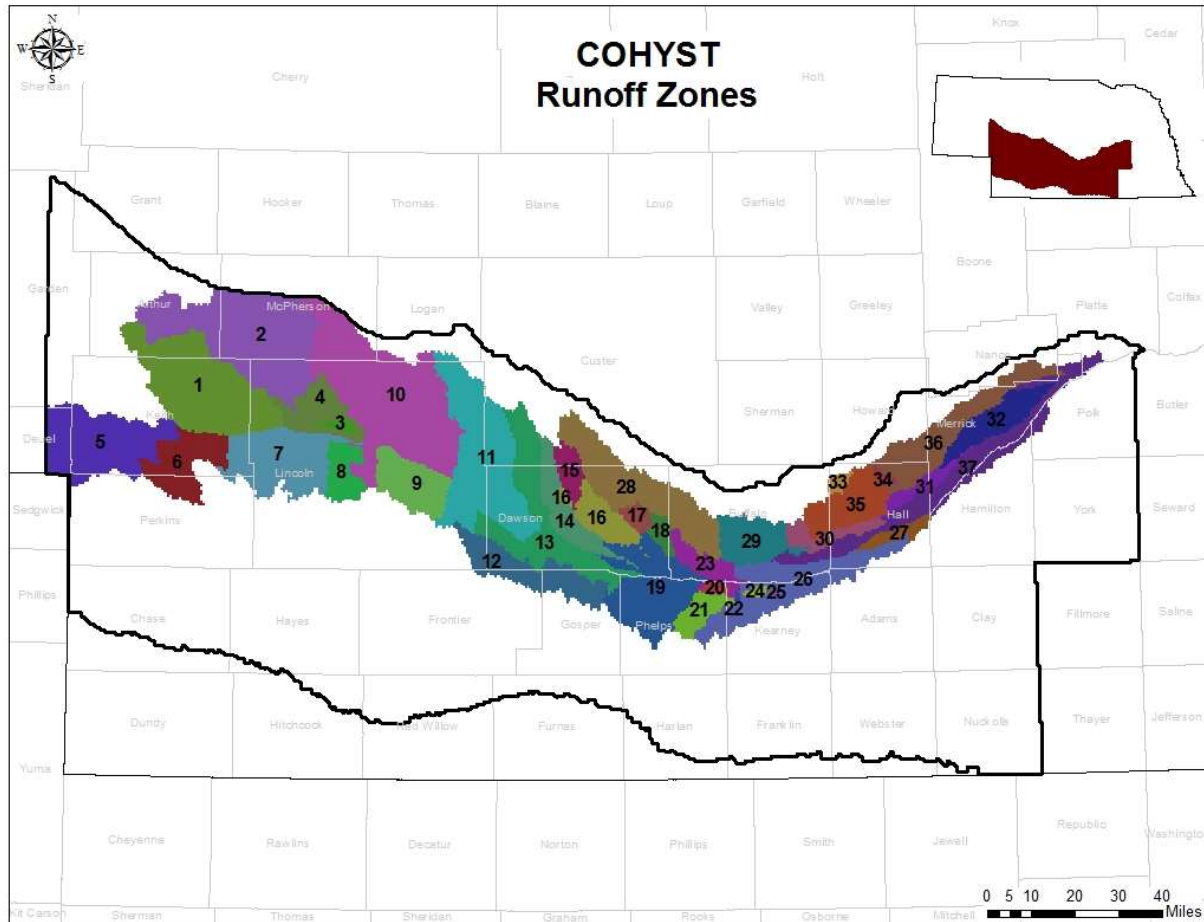 N
W E
S
COHYST
Runoff Zones
Knox
Cedar
Sheridan
Cherry
Holt
Grant
Hooker
Thomas
Blaine
Loup
Garfield
Wheeler
Boone
Garden
Arthur
McPherson
Logan
Valley
Greeley
Platte
Colfax
Custer
Nance
2
1
4
3
10
Keith
Sherman
Howard
Merrick
32
Polk
Butler
Deuel
5
6
7
Lincoln
8
9
11
15
28
36
37
33
34
35
31
16
16
Sedgwick
Perkins
Dawson
14
17
18
Buffalo
Hall
Hamilton
York
Seward
13
29
30
27
12
23
26
19
20
24
25
21
22
Phillips
Chase
Hayes
Frontier
Gosper
Phelps
Kearney
Adams
Clay
Fillmore
Saline
Dundy
Hitchcock
Red Willow
Furnas
Harlan
Franklin
Webster
Nuckolls
Thayer
Jefferson
Yuma
Cheyenne
Rawlins
Decatur
Norton
Phillips
Smith
Jewell
Republic
Washington
Kit Carson
Sherman
Thomas
Sheridan
Graham
Rooks
Osborne
Mitchell
0 5 10 20 30 40
Miles